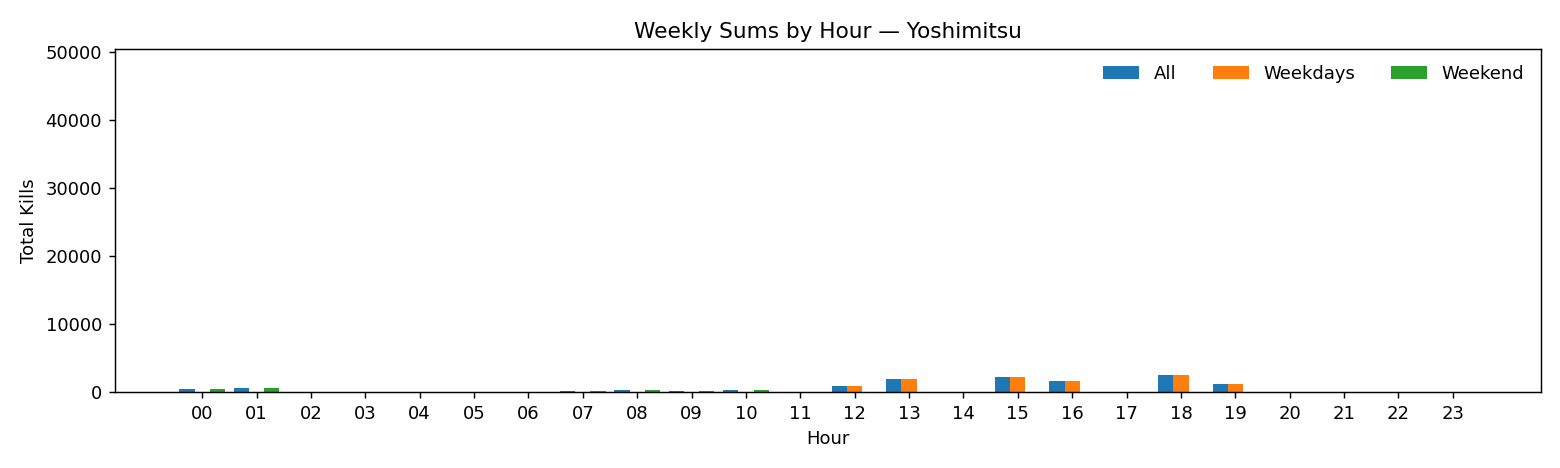 Weekly Sums by Hour — Yoshimitsu
All Weekdays Weekend
50000
40000
30000
20000
10000
0
Total Kills
00 01 02 03 04 05 06 07 08 09 10 11 12 13 14 15 16 17 18 19 20 21 22 23
Hour